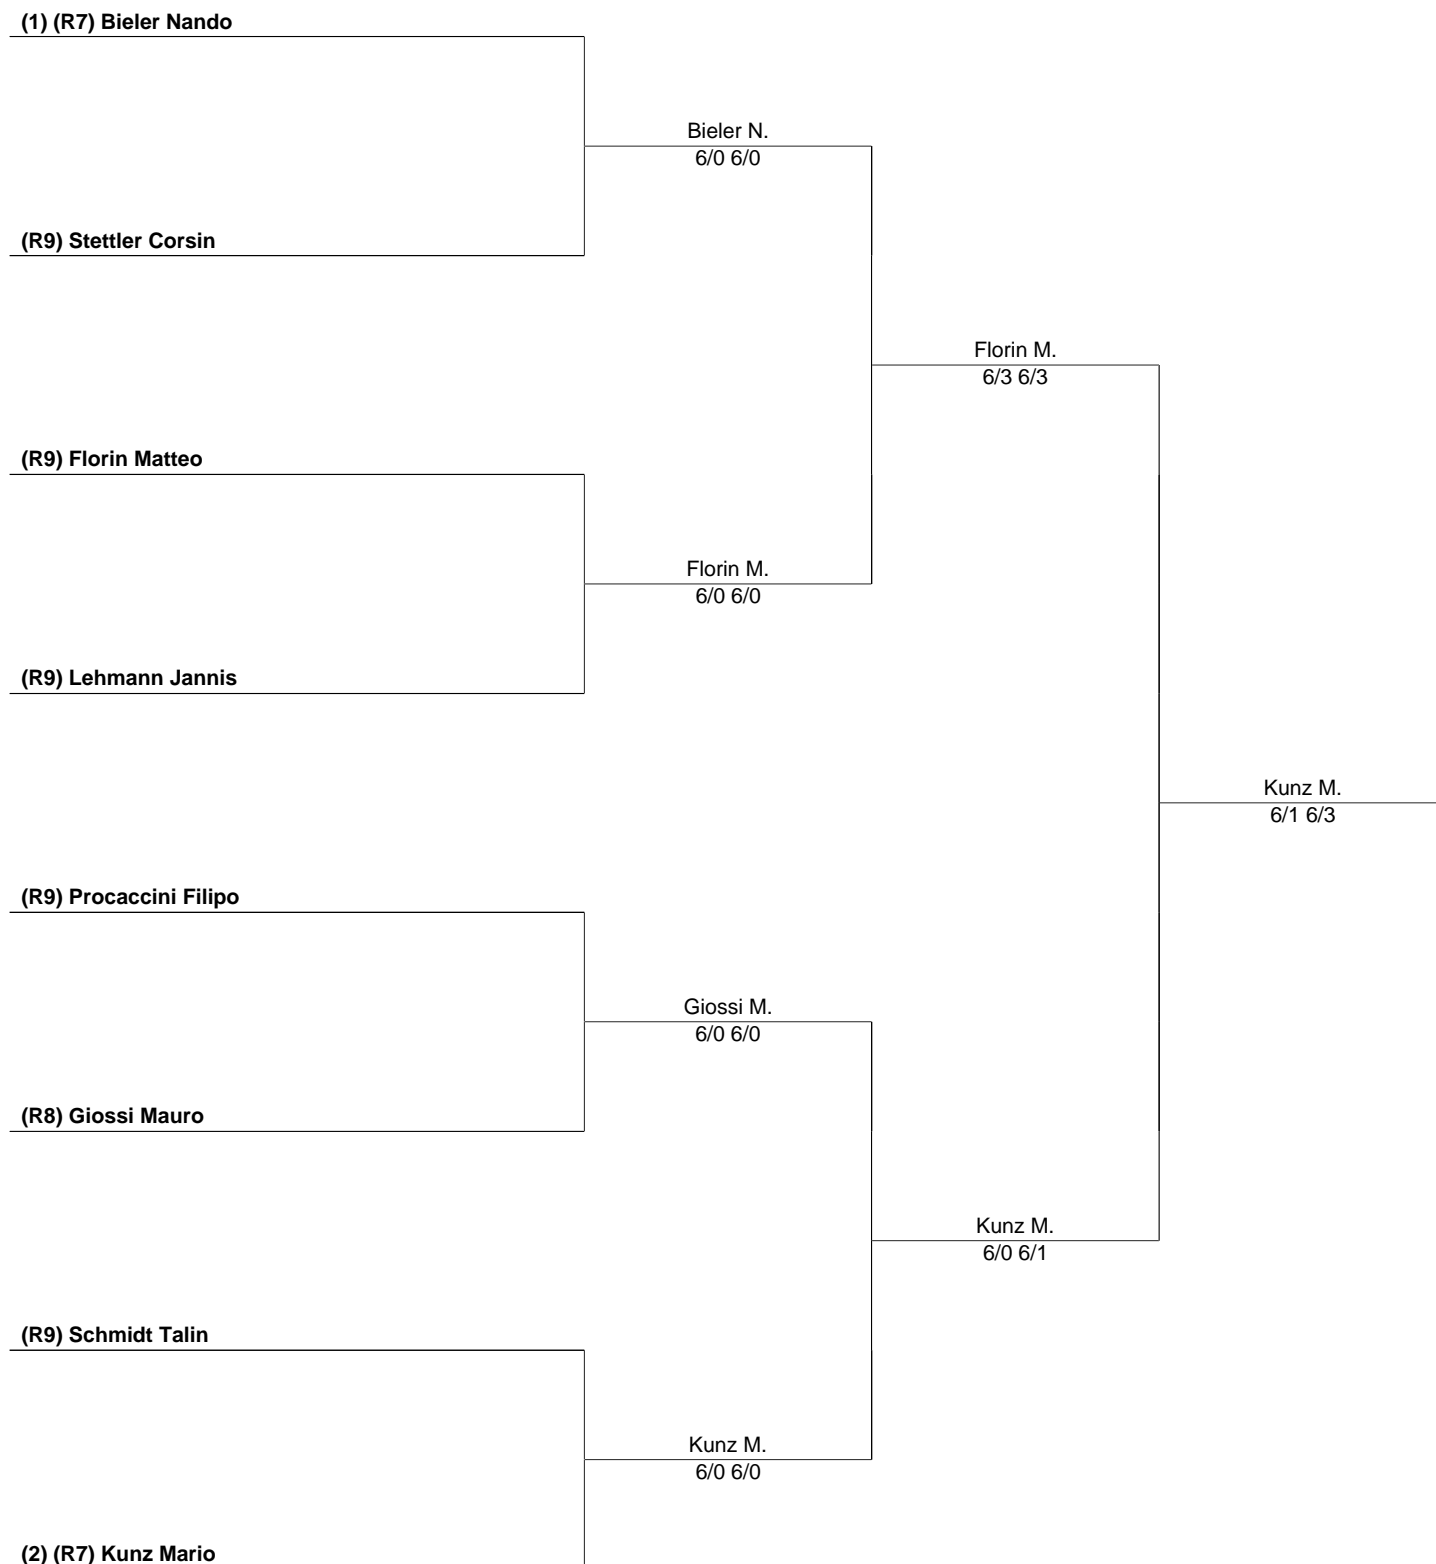 (1) (R7) Bieler Nando
Bieler N.
6/0 6/0
(R9) Stettler Corsin
Florin M.
6/3 6/3
(R9) Florin Matteo
Florin M.
6/0 6/0
(R9) Lehmann Jannis
Kunz M.
6/1 6/3
(R9) Procaccini Filipo
Giossi M.
6/0 6/0
(R8) Giossi Mauro
Kunz M.
6/0 6/1
(R9) Schmidt Talin
Kunz M.
6/0 6/0
(2) (R7) Kunz Mario